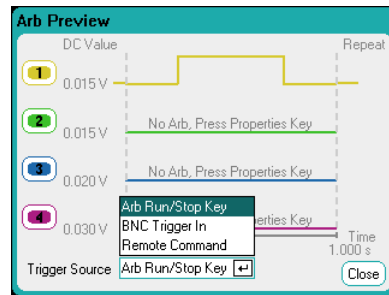 Arb Preview
DC Value
Repeat
1
0.015 V
2
0.015 V
No Arb, Press Properties Key
3
0.020 V
No Arb, Press Properties Key
4
0.030 V
Properties Key
Arb Run/Stop Key
BNC Trigger In
Remote Command
Time
1.000 s
Trigger Source
Arb Run/Stop Key
Close